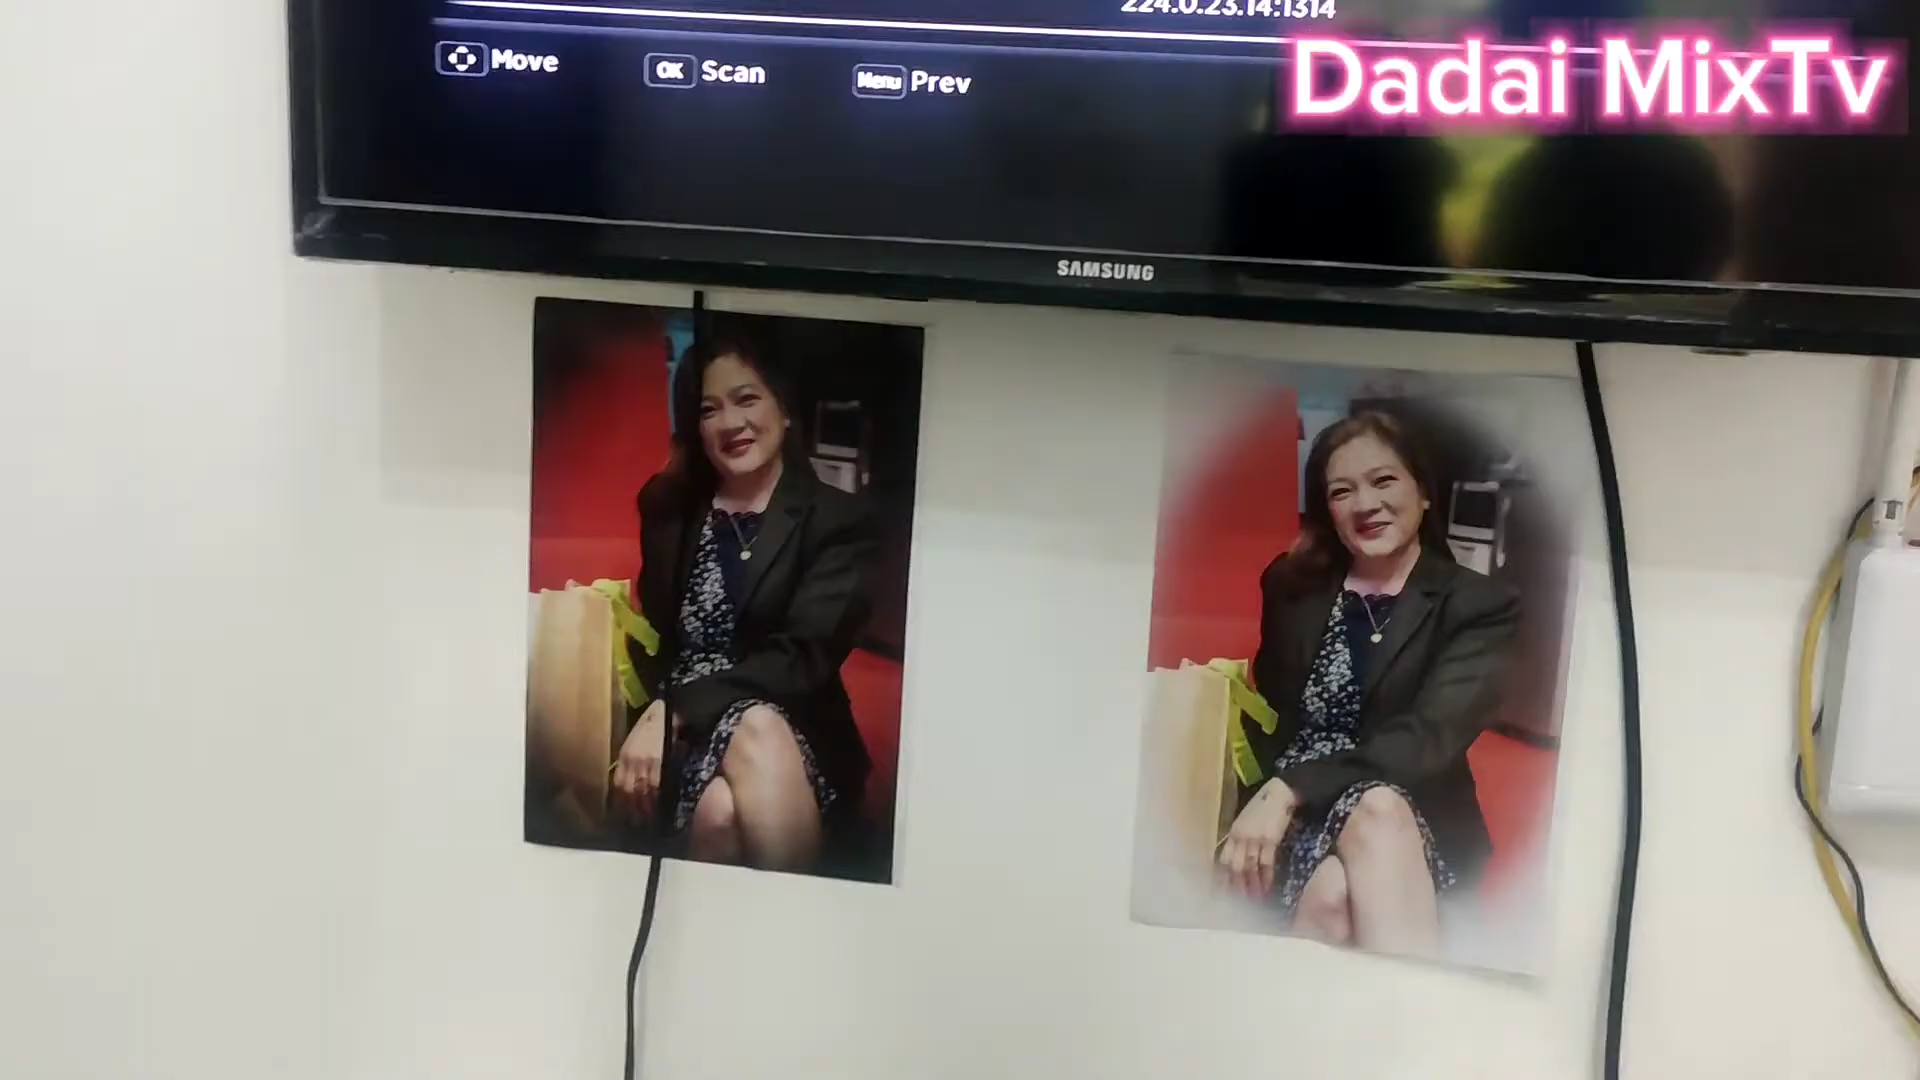 224.0.23.14:1314
Dadai MixTv
Move
OK Scan
Menu Prev
SAMSUNG